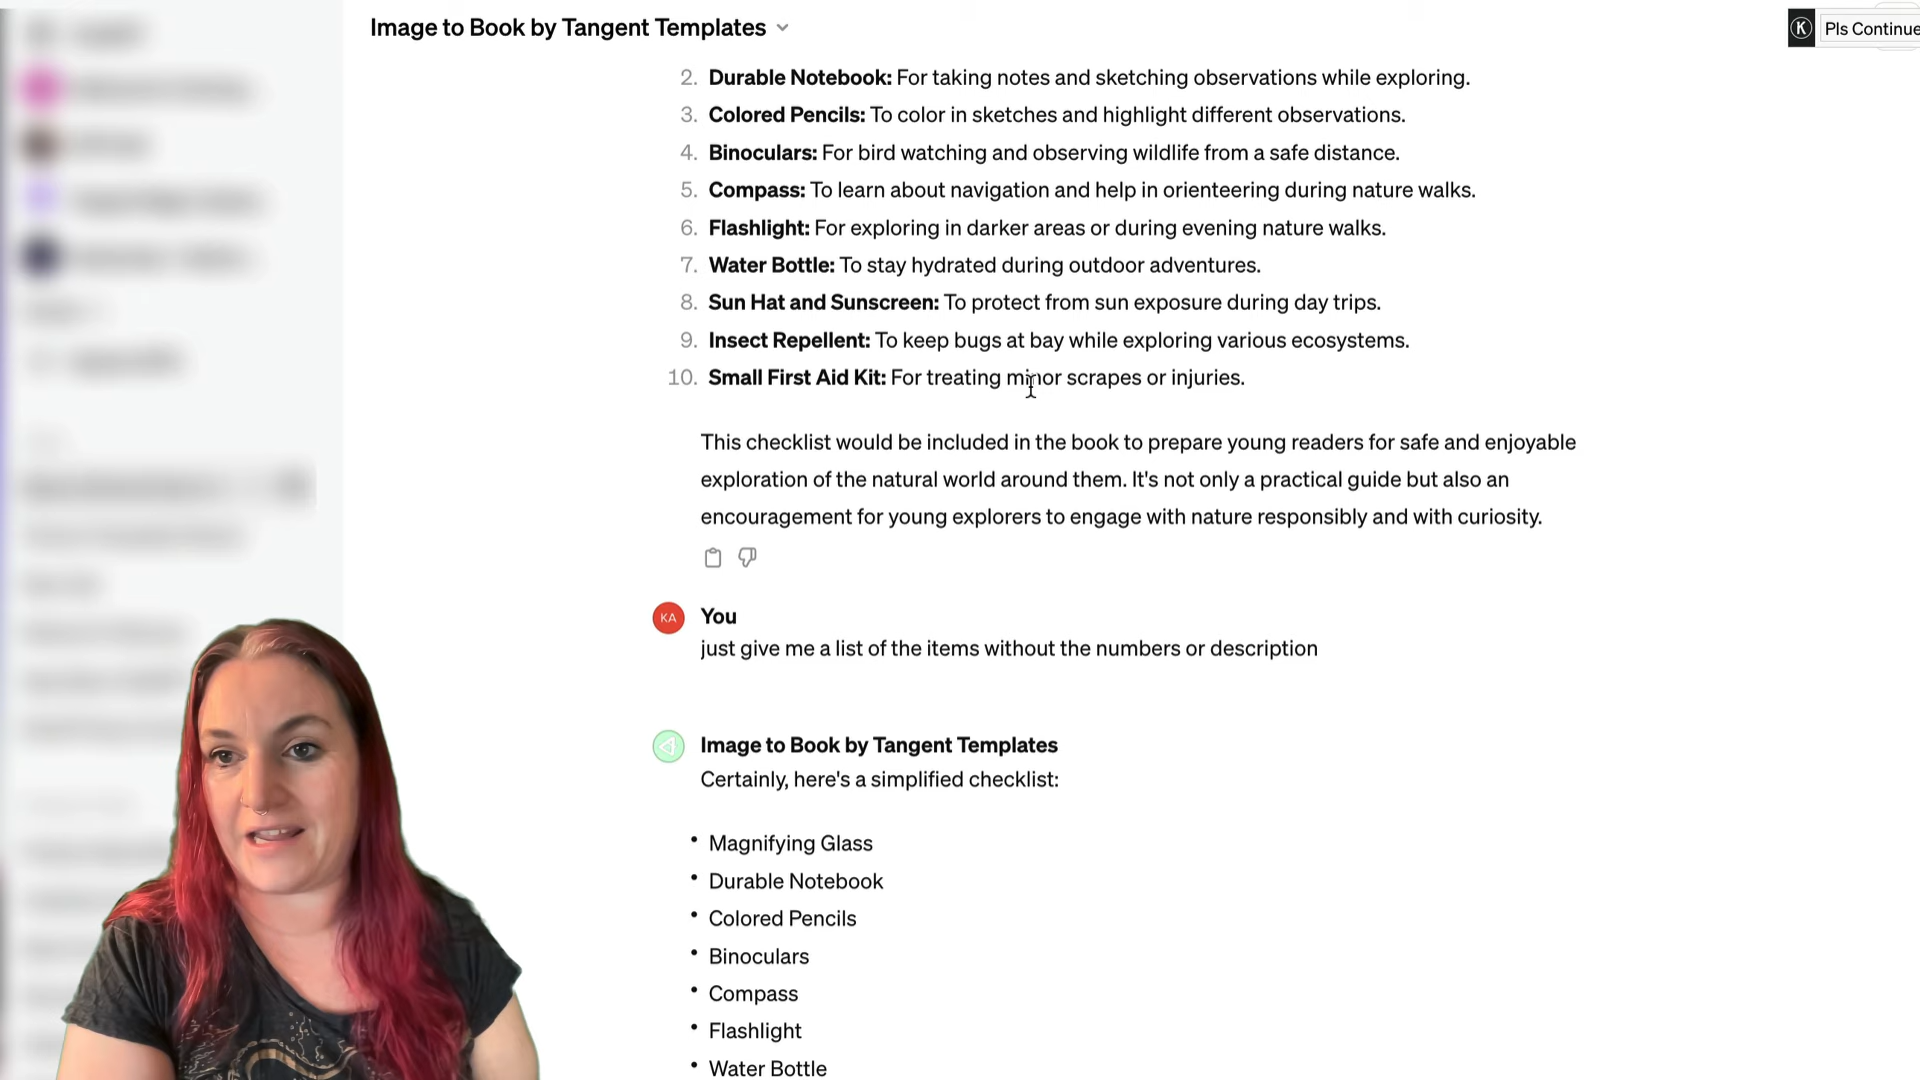 Image to Book by Tangent Templates
K Pls Continue
2. Durable Notebook: For taking notes and sketching observations while exploring.
3. Colored Pencils: To color in sketches and highlight different observations.
4. Binoculars: For bird watching and observing wildlife from a safe distance.
5. Compass: To learn about navigation and help in orienteering during nature walks.
6. Flashlight: For exploring in darker areas or during evening nature walks.
7. Water Bottle: To stay hydrated during outdoor adventures.
8. Sun Hat and Sunscreen: To protect from sun exposure during day trips.
9. Insect Repellent: To keep bugs at bay while exploring various ecosystems.
10. Small First Aid Kit: For treating minor scrapes or injuries.
This checklist would be included in the book to prepare young readers for safe and enjoyable
exploration of the natural world around them. It's not only a practical guide but also an
encouragement for young explorers to engage with nature responsibly and with curiosity.
KA You
just give me a list of the items without the numbers or description
Image to Book by Tangent Templates
Certainly, here's a simplified checklist:
• Magnifying Glass
• Durable Notebook
• Colored Pencils
• Binoculars
• Compass
• Flashlight
• Water Bottle